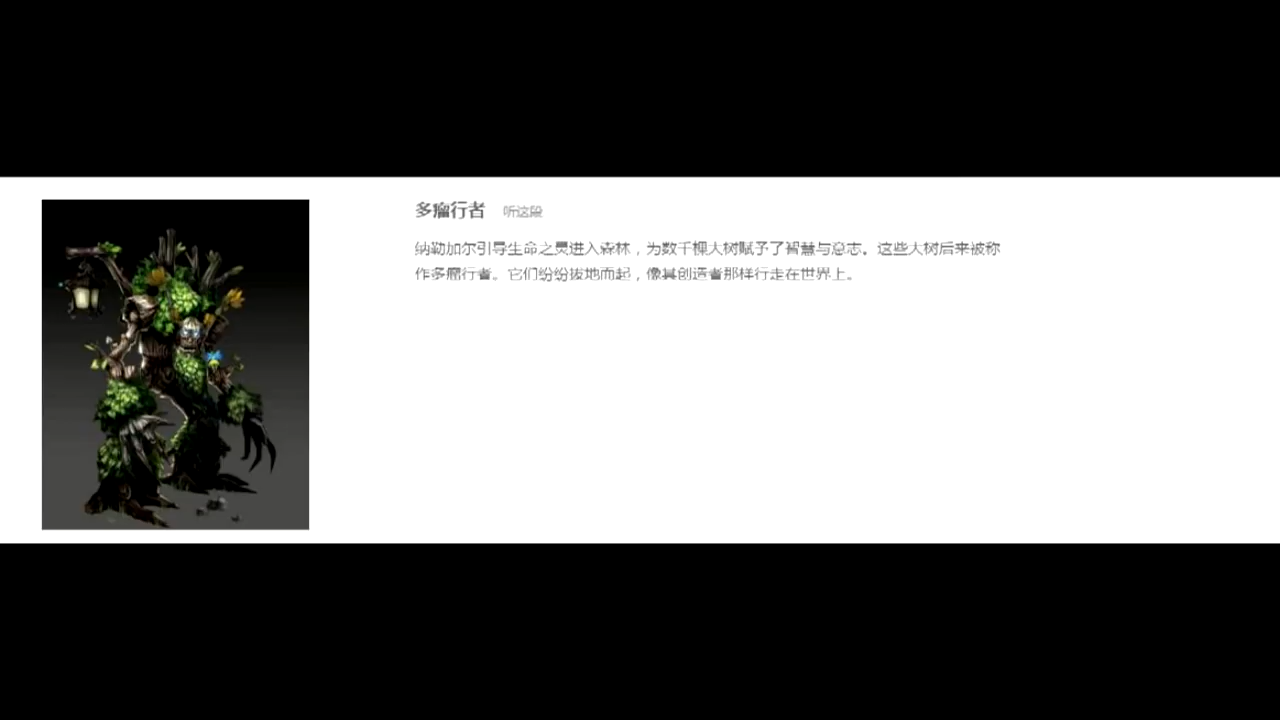 多瘤行者 听这段
纳勒加尔引导生命之灵进入森林，为数千棵大树赋予了智慧与意志。这些大树后来被称
作多瘤行者。它们纷纷拔地而起，像其创造者那样行走在世界上。